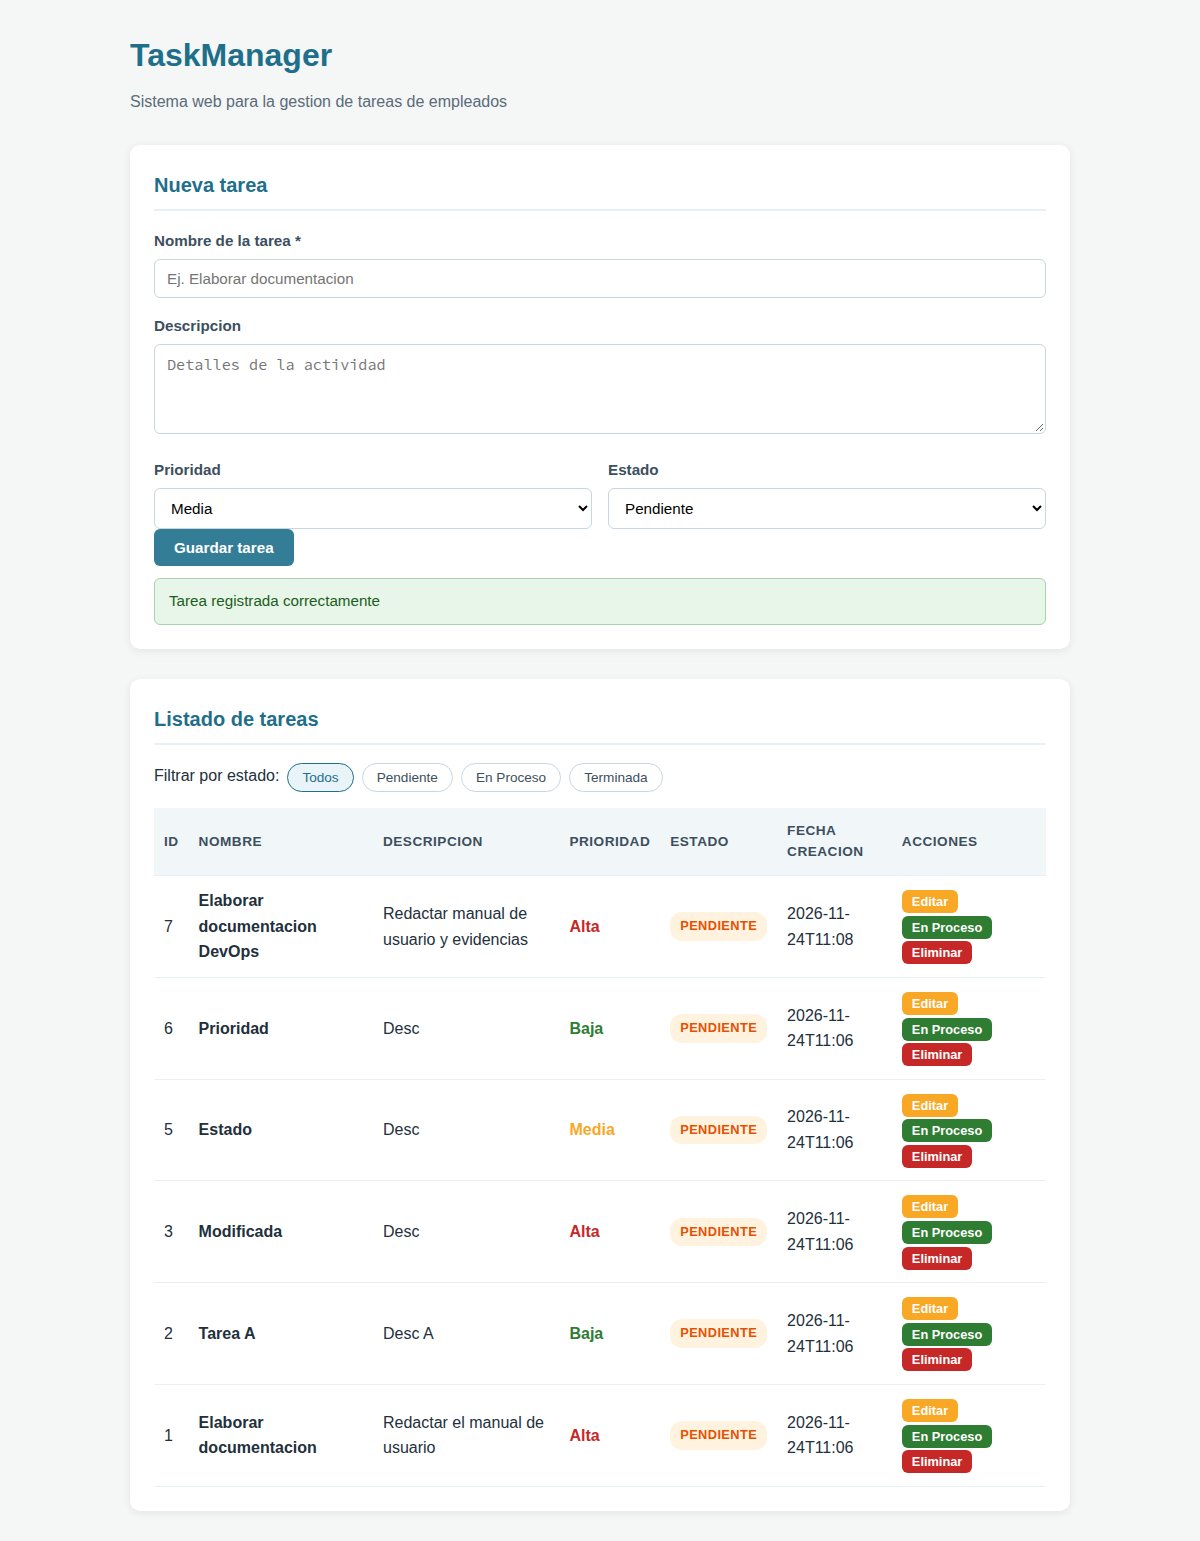 TaskManager
Sistema web para la gestion de tareas de empleados
Nueva tarea
Nombre de la tarea *
Ej. Elaborar documentacion
Descripcion
Detalles de la actividad
Prioridad Estado
Media Pendiente
Guardar tarea
Tarea registrada correctamente
Listado de tareas
Filtrar por estado: Todos Pendiente En Proceso Terminada
ID NOMBRE DESCRIPCION PRIORIDAD ESTADO FECHA CREACION ACCIONES
7 Elaborar documentacion DevOps Redactar manual de usuario y evidencias Alta PENDIENTE 2026-11-24T11:08 Editar En Proceso Eliminar
6 Prioridad Desc Baja PENDIENTE 2026-11-24T11:06 Editar En Proceso Eliminar
5 Estado Desc Media PENDIENTE 2026-11-24T11:06 Editar En Proceso Eliminar
3 Modificada Desc Alta PENDIENTE 2026-11-24T11:06 Editar En Proceso Eliminar
2 Tarea A Desc A Baja PENDIENTE 2026-11-24T11:06 Editar En Proceso Eliminar
1 Elaborar documentacion Redactar el manual de usuario Alta PENDIENTE 2026-11-24T11:06 Editar En Proceso Eliminar